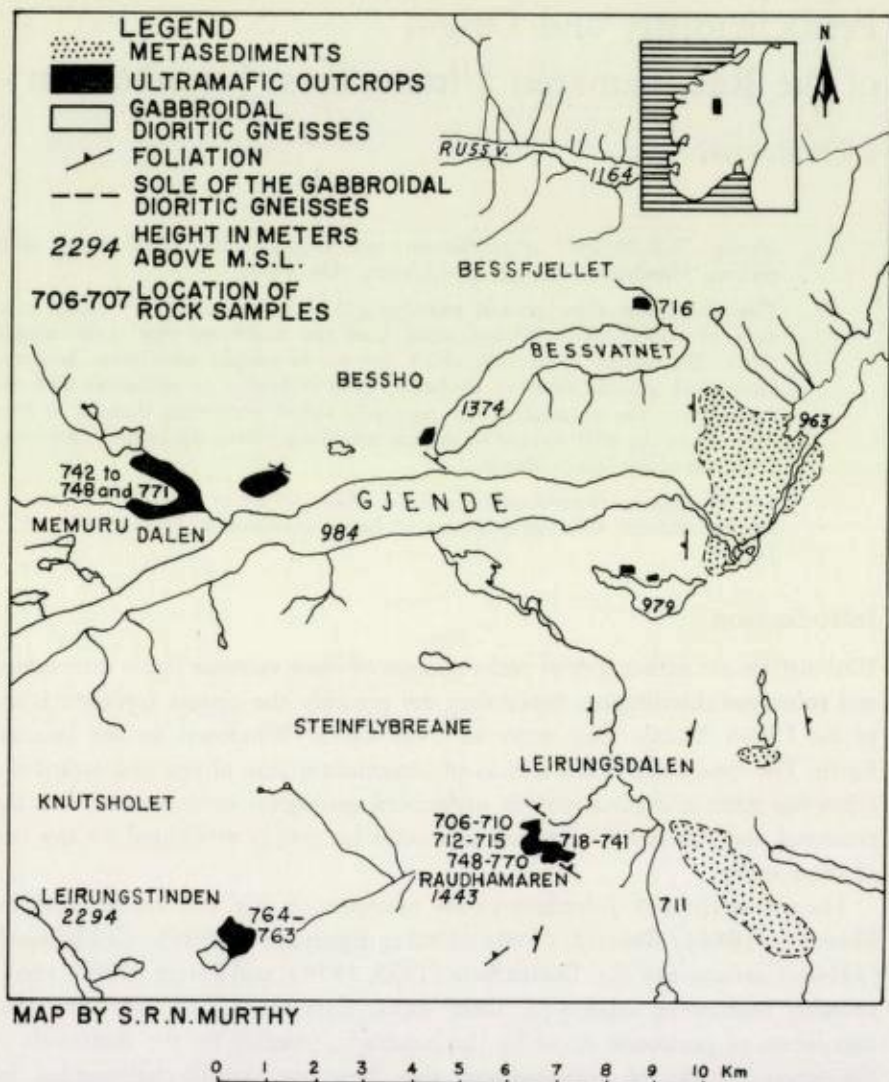 LEGEND
METASEDIMENTS
ULTRAMAFIC OUTCROPS
GABBROIDAL
DIORITIC GNEISSES
FOLIATION
SOLE OF THE GABBROIDAL
DIORITIC GNEISSES
2294 HEIGHT IN METERS
ABOVE M.S.L.
706-707 LOCATION OF
ROCK SAMPLES
N
RUSS V.
1164
BESSFJELLET
716
BESSVATNET
BESSHO
1374
963
742 to
748 and 771
GJENDE
MEMURU
DALEN
984
979
STEINFLYBREANE
LEIRUNGSDALEN
KNUTSHOLET
706-710
712-715
718-741
748-770
RAUDHAMAREN
1443
711
LEIRUNGSTINDEN
2294
764-
763
MAP BY S.R.N.MURTHY
0 1 2 3 4 5 6 7 8 9 10 Km